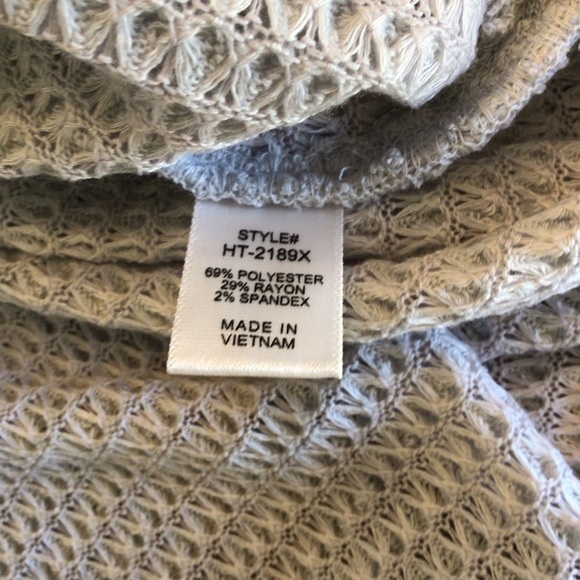 STYLE#
HT-2189X
69% POLYESTER
29% RAYON
2% SPANDEX
MADE IN
VIETNAM